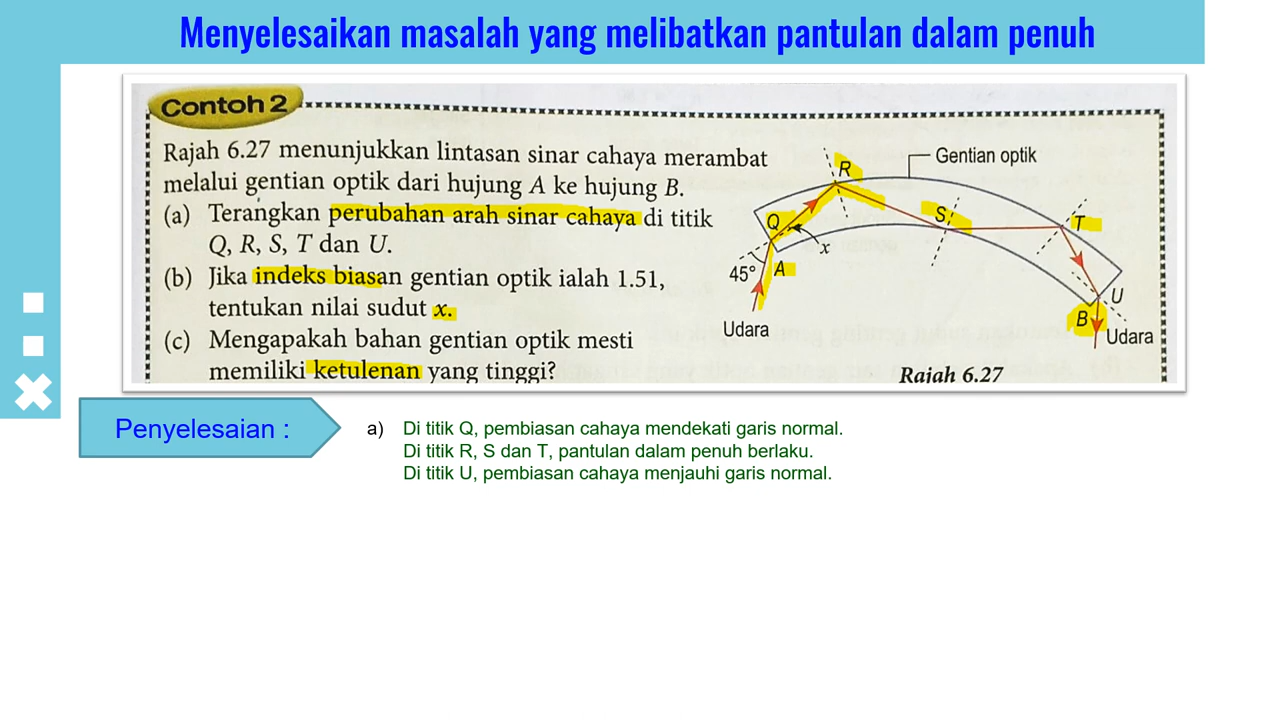 Menyelesaikan masalah yang melibatkan pantulan dalam penuh
Contoh 2
Rajah 6.27 menunjukkan lintasan sinar cahaya merambat
melalui gentian optik dari hujung A ke hujung B.
(a) Terangkan perubahan arah sinar cahaya di titik
Q, R, S, T dan U.
(b) Jika indeks biasan gentian optik ialah 1.51,
tentukan nilai sudut x.
(c) Mengapakah bahan gentian optik mesti
memiliki ketulenan yang tinggi?
Gentian optik
R
Q
S
T
x
45°
A
U
B
Udara
Udara
Rajah 6.27
Penyelesaian :
a) Di titik Q, pembiasan cahaya mendekati garis normal.
Di titik R, S dan T, pantulan dalam penuh berlaku.
Di titik U, pembiasan cahaya menjauhi garis normal.